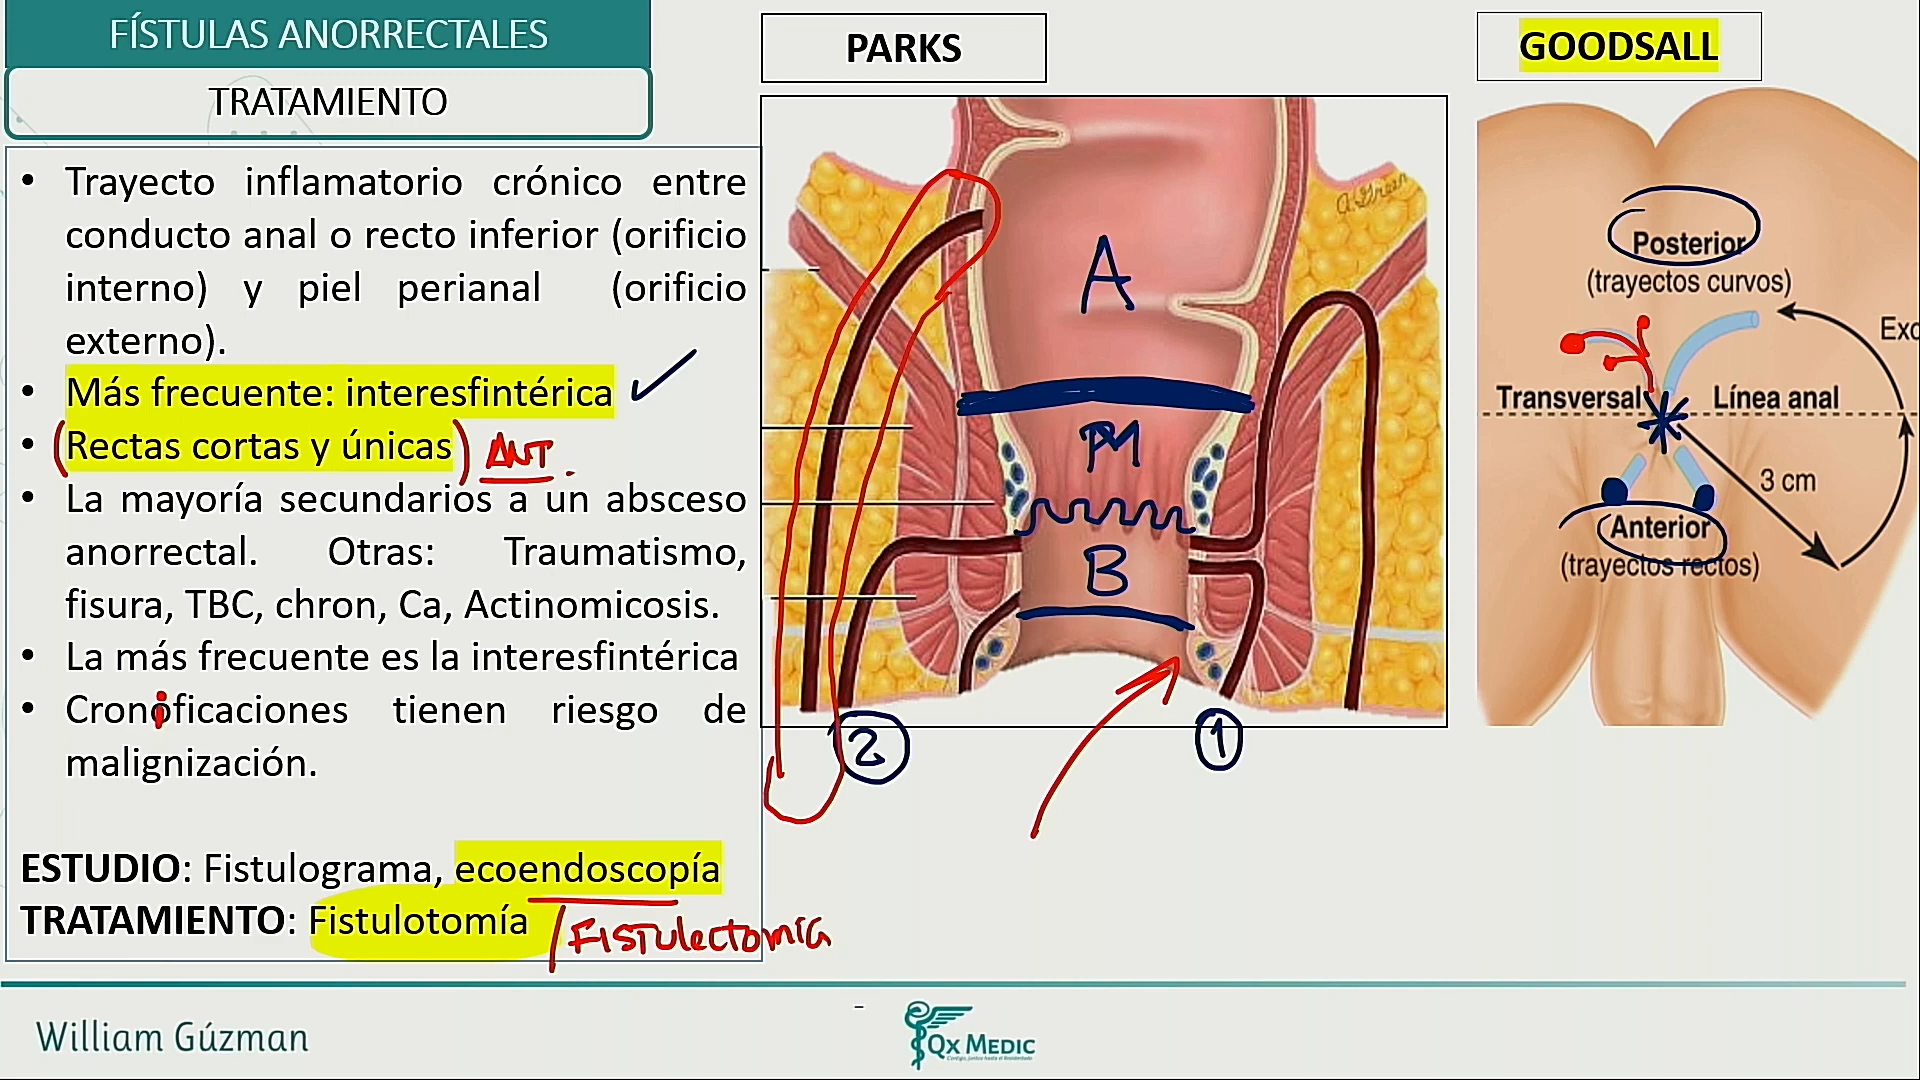 FÍSTULAS ANORRECTALES
TRATAMIENTO
• Trayecto inflamatorio crónico entre
conducto anal o recto inferior (orificio
interno) y piel perianal (orificio
externo).
• Más frecuente: interesfintérica
• (Rectas cortas y únicas) ANT.
• La mayoría secundarios a un absceso
anorrectal. Otras: Traumatismo,
fisura, TBC, chron, Ca, Actinomicosis.
• La más frecuente es la interesfintérica
• Cronificaciones tienen riesgo de
malignización.
ESTUDIO: Fistulograma, ecoendoscopía
TRATAMIENTO: Fistulotomía / FISTULECTOMÍA
PARKS
A. Green
A
M
B
2
1
GOODSALL
Posterior
(trayectos curvos)
Exc
Transversal
Línea anal
3 cm
Anterior
(trayectos rectos)
William Gúzman
QX MEDIC